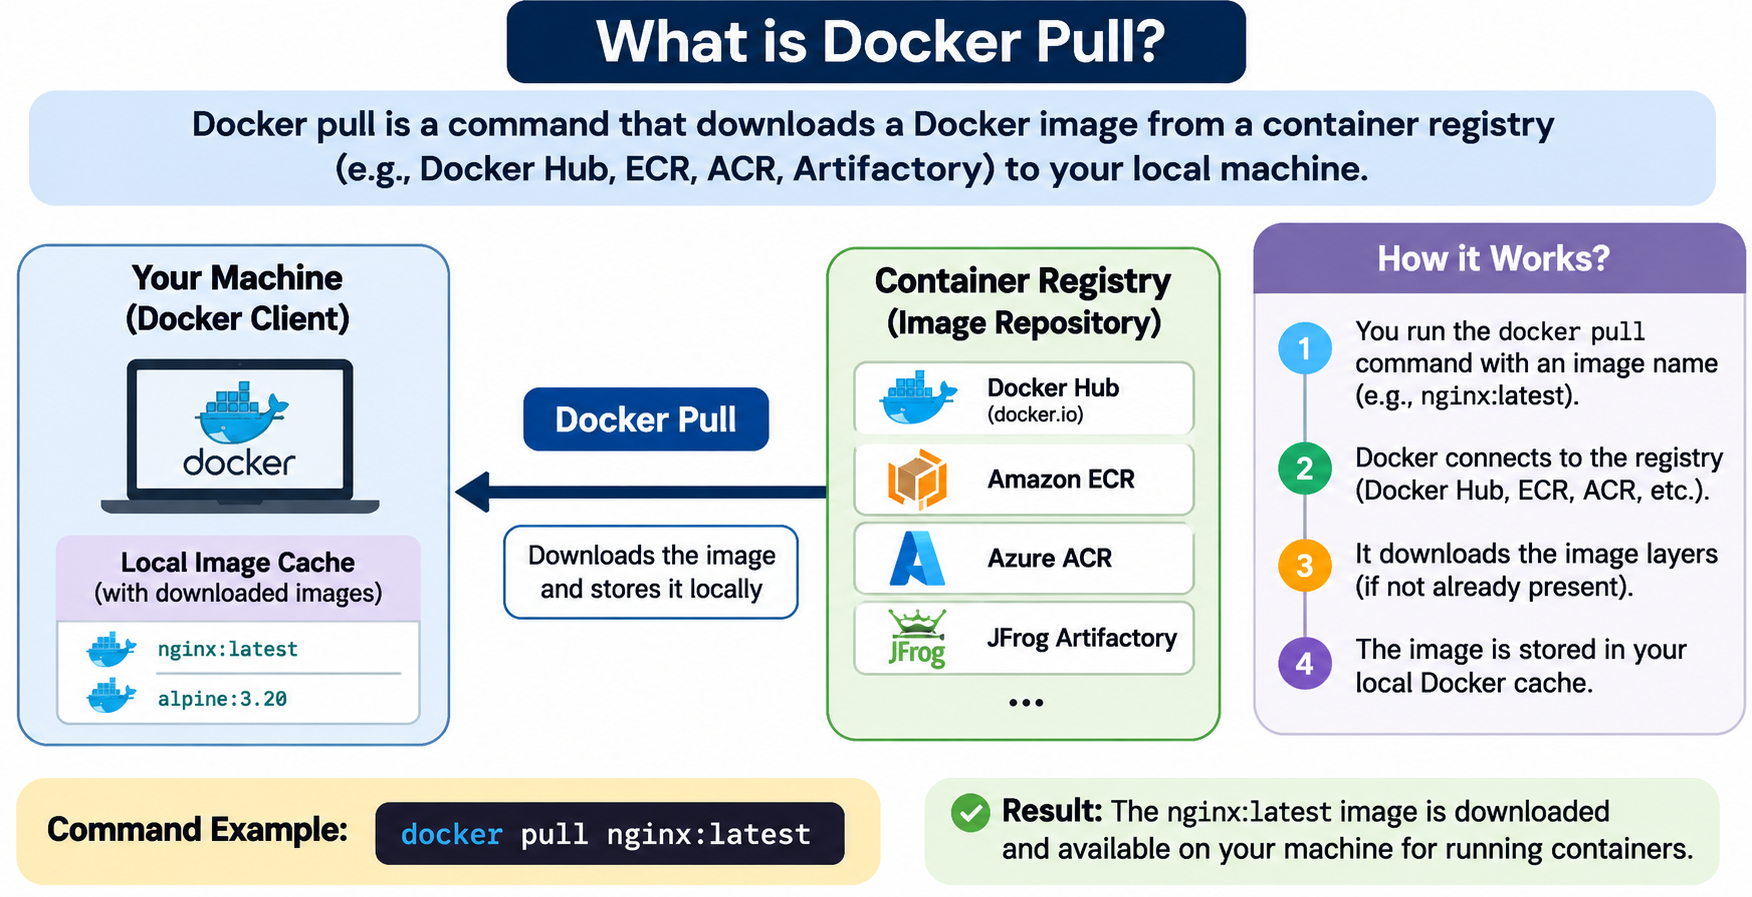 What is Docker Pull?
Docker pull is a command that downloads a Docker image from a container registry
(e.g., Docker Hub, ECR, ACR, Artifactory) to your local machine.
Your Machine
(Docker Client)
docker
Local Image Cache
(with downloaded images)
nginx:latest
alpine:3.20
Docker Pull
Downloads the image
and stores it locally
Container Registry
(Image Repository)
Docker Hub
(docker.io)
Amazon ECR
Azure ACR
JFrog
JFrog Artifactory
...
How it Works?
1
You run the docker pull
command with an image name
(e.g., nginx:latest).
2
Docker connects to the registry
(Docker Hub, ECR, ACR, etc.).
3
It downloads the image layers
(if not already present).
4
The image is stored in your
local Docker cache.
Command Example:
docker pull nginx:latest
Result: The nginx:latest image is downloaded
and available on your machine for running containers.